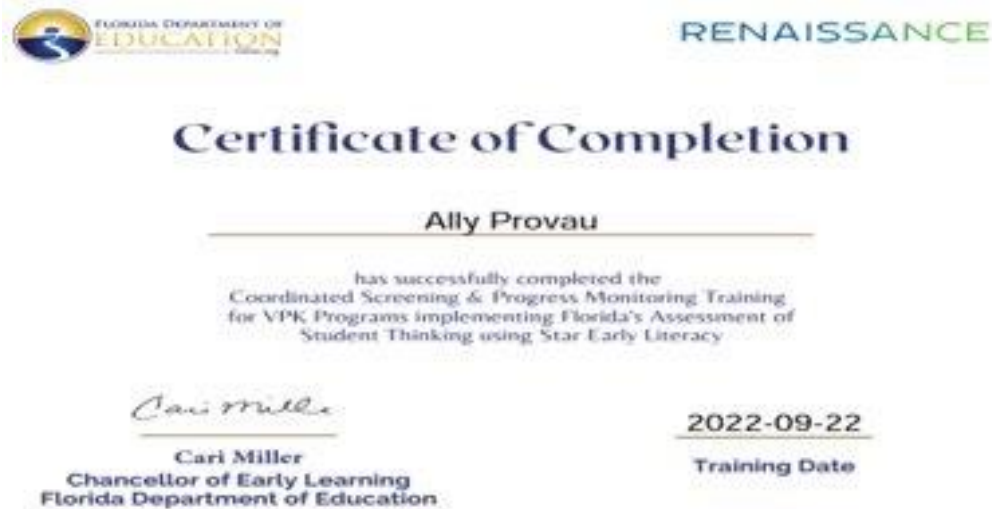 FLORIDA DEPARTMENT OF
EDUCATION
RENAISSANCE
Certificate of Completion
Ally Provau
has successfully completed the
Coordinated Screening & Progress Monitoring Training
for VPK Programs implementing Florida's Assessment of
Student Thinking using Star Early Literacy
Cari Mille
2022-09-22
Cari Miller
Training Date
Chancellor of Early Learning
Florida Department of Education